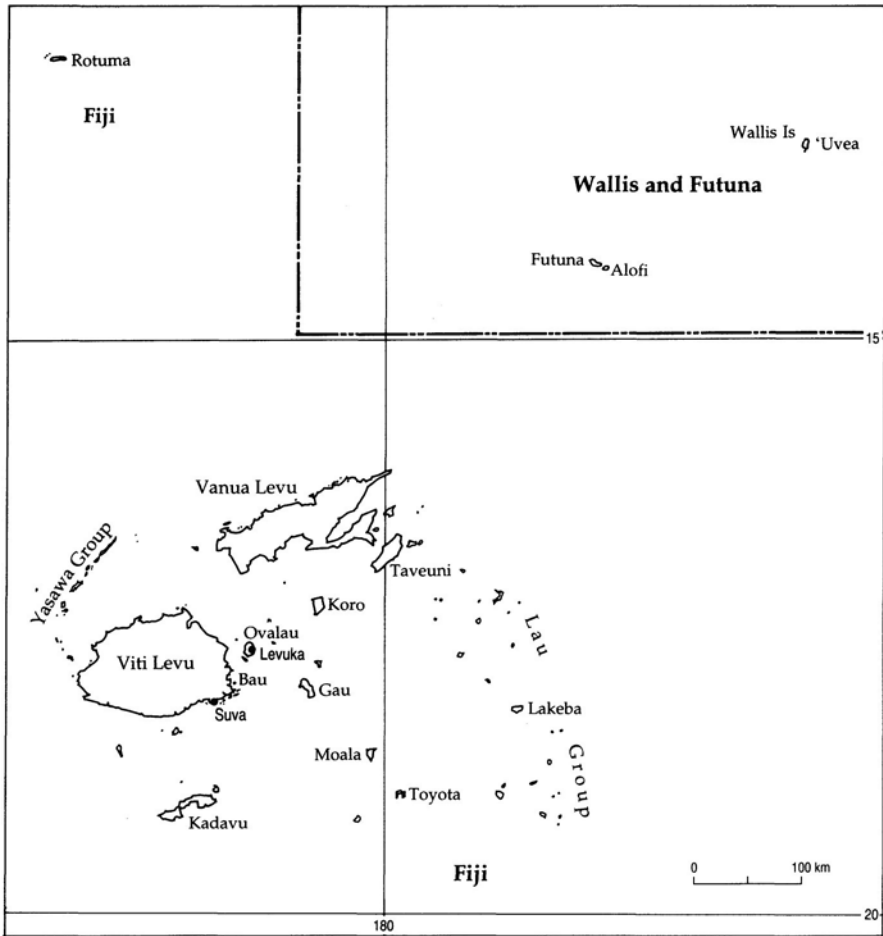 Rotuma
Fiji
Wallis Is
'Uvea
Wallis and Futuna
Futuna
Alofi
15
Vanua Levu
Yasawa Group
Taveuni
Koro
Ovalau
Levuka
Lau Group
Viti Levu
Bau
Gau
Suva
Lakeba
Moala
Toyota
Kadavu
0 100 km
Fiji
180
20